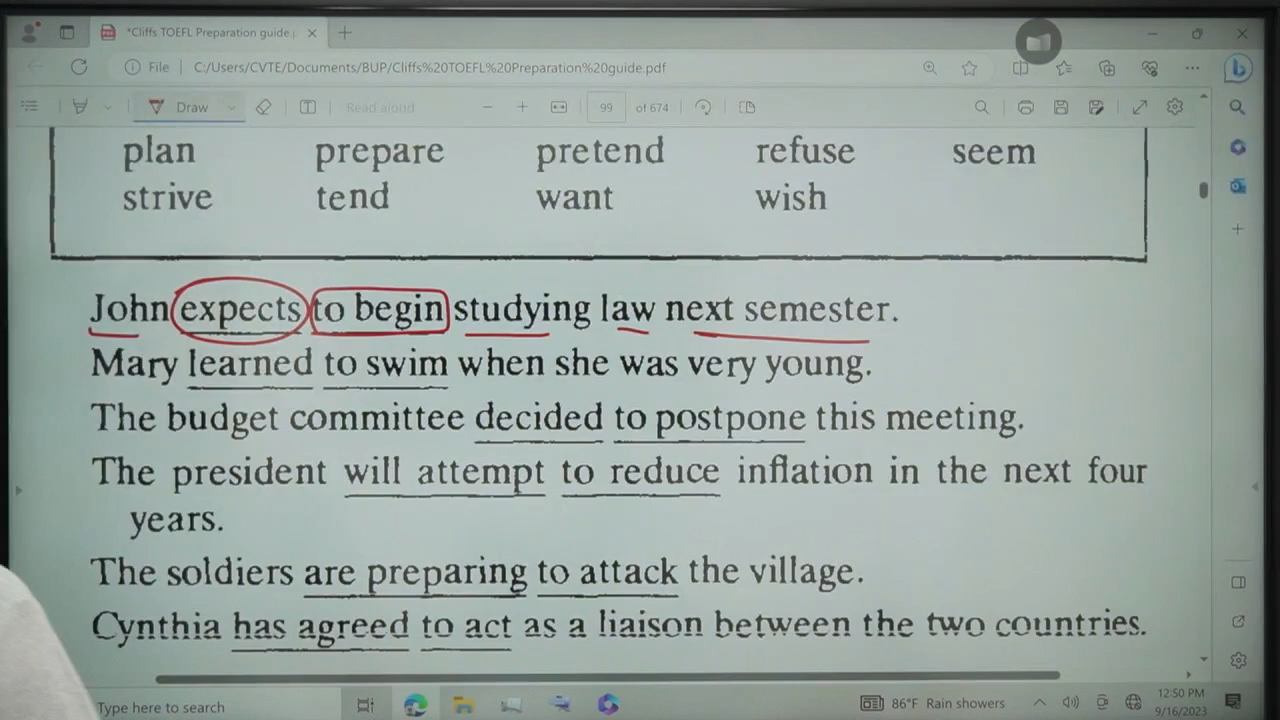 *Cliffs TOEFL Preparation guide.
File C:/Users/CVTE/Documents/BUP/Cliffs%20TOEFL%20Preparation%20guide.pdf
Draw Read aloud 99 of 674
plan prepare pretend refuse seem
strive tend want wish
John expects to begin studying law next semester.
Mary learned to swim when she was very young.
The budget committee decided to postpone this meeting.
The president will attempt to reduce inflation in the next four
years.
The soldiers are preparing to attack the village.
Cynthia has agreed to act as a liaison between the two countries.
Type here to search 86°F Rain showers 12:50 PM
9/16/2023